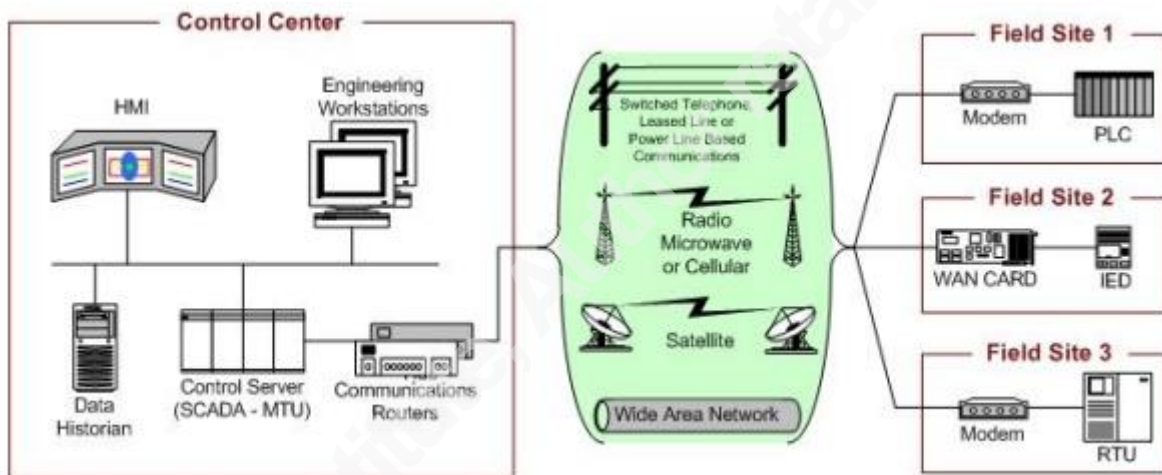 Control Center
HMI
Engineering
Workstations
Data
Historian
Control Server
(SCADA - MTU)
Communications
Routers
Switched Telephone,
Leased Line or
Power Line Based
Communications
Radio
Microwave
or Cellular
Satellite
Wide Area Network
Field Site 1
Modem
PLC
Field Site 2
WAN CARD
IED
Field Site 3
Modem
RTU